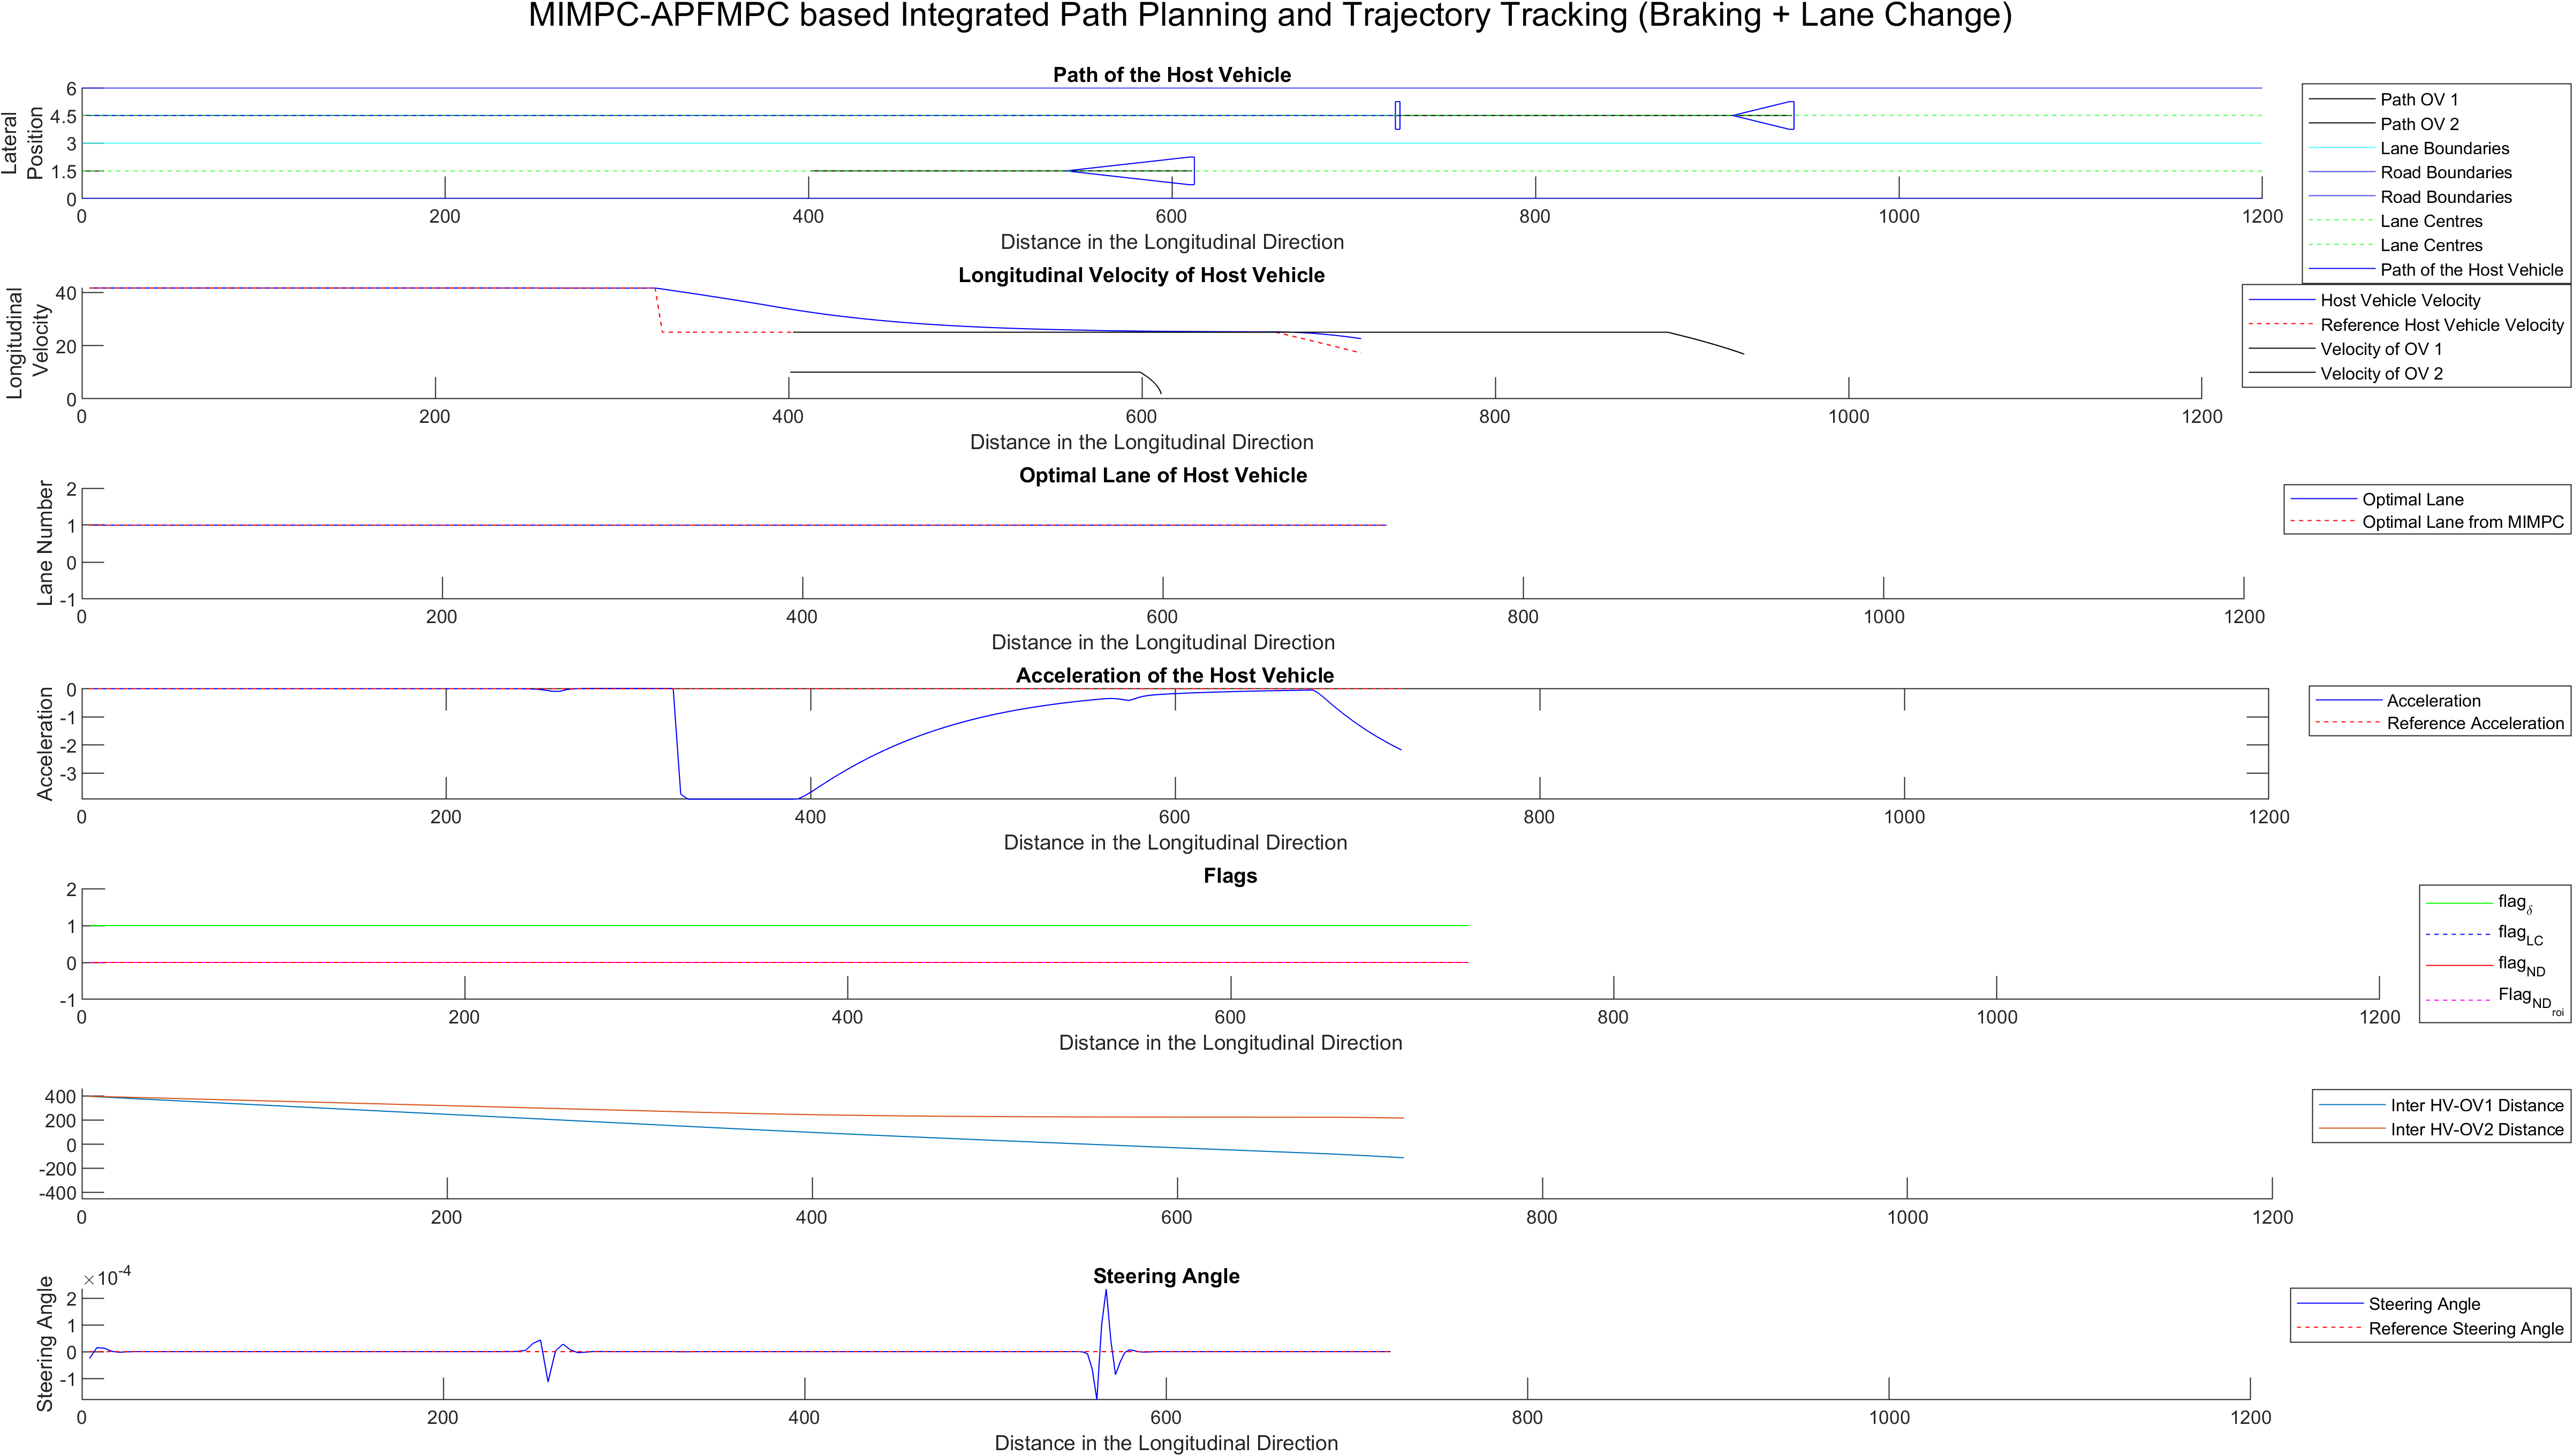 MIMPC-APFMPC based Integrated Path Planning and Trajectory Tracking (Braking + Lane Change)
Path of the Host Vehicle
Lateral
Position
6
4.5
3
1.5
0
0 200 400 600 800 1000 1200
Distance in the Longitudinal Direction
Path OV 1
Path OV 2
Lane Boundaries
Road Boundaries
Road Boundaries
Lane Centres
Lane Centres
Path of the Host Vehicle
Longitudinal Velocity of Host Vehicle
Longitudinal
Velocity
40
20
0
0 200 400 600 800 1000 1200
Distance in the Longitudinal Direction
Host Vehicle Velocity
Reference Host Vehicle Velocity
Velocity of OV 1
Velocity of OV 2
Optimal Lane of Host Vehicle
Lane Number
2
1
0
-1
0 200 400 600 800 1000 1200
Distance in the Longitudinal Direction
Optimal Lane
Optimal Lane from MIMPC
Acceleration of the Host Vehicle
Acceleration
0
-1
-2
-3
0 200 400 600 800 1000 1200
Distance in the Longitudinal Direction
Acceleration
Reference Acceleration
Flags
2
1
0
-1
0 200 400 600 800 1000 1200
Distance in the Longitudinal Direction
flag δ
flag LC
flag ND
Flag ND roi
400
200
0
-200
-400
0 200 400 600 800 1000 1200
Inter HV-OV1 Distance
Inter HV-OV2 Distance
Steering Angle
Steering Angle
×10-4
2
1
0
-1
0 200 400 600 800 1000 1200
Distance in the Longitudinal Direction
Steering Angle
Reference Steering Angle